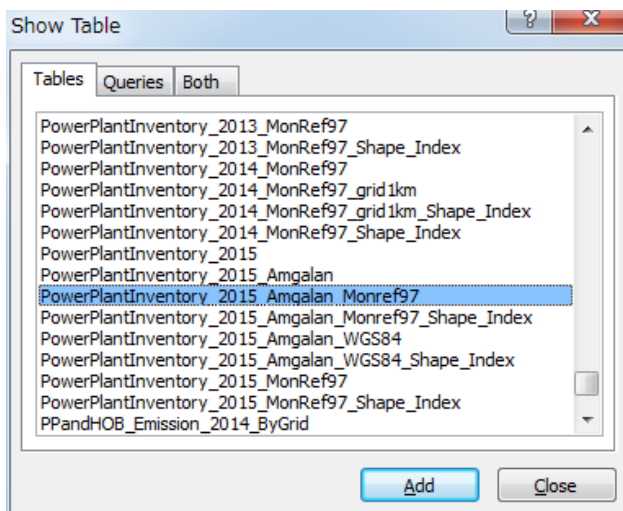 Show Table
?
Tables Queries Both
PowerPlantInventory_2013_MonRef97
PowerPlantInventory_2013_MonRef97_Shape_Index
PowerPlantInventory_2014_MonRef97
PowerPlantInventory_2014_MonRef97_grid1km
PowerPlantInventory_2014_MonRef97_grid1km_Shape_Index
PowerPlantInventory_2014_MonRef97_Shape_Index
PowerPlantInventory_2015
PowerPlantInventory_2015_Amgalan
PowerPlantInventory_2015_Amgalan_Monref97
PowerPlantInventory_2015_Amgalan_Monref97_Shape_Index
PowerPlantInventory_2015_Amgalan_WGS84
PowerPlantInventory_2015_Amgalan_WGS84_Shape_Index
PowerPlantInventory_2015_MonRef97
PowerPlantInventory_2015_MonRef97_Shape_Index
PPandHOB_Emission_2014_ByGrid
Add Close